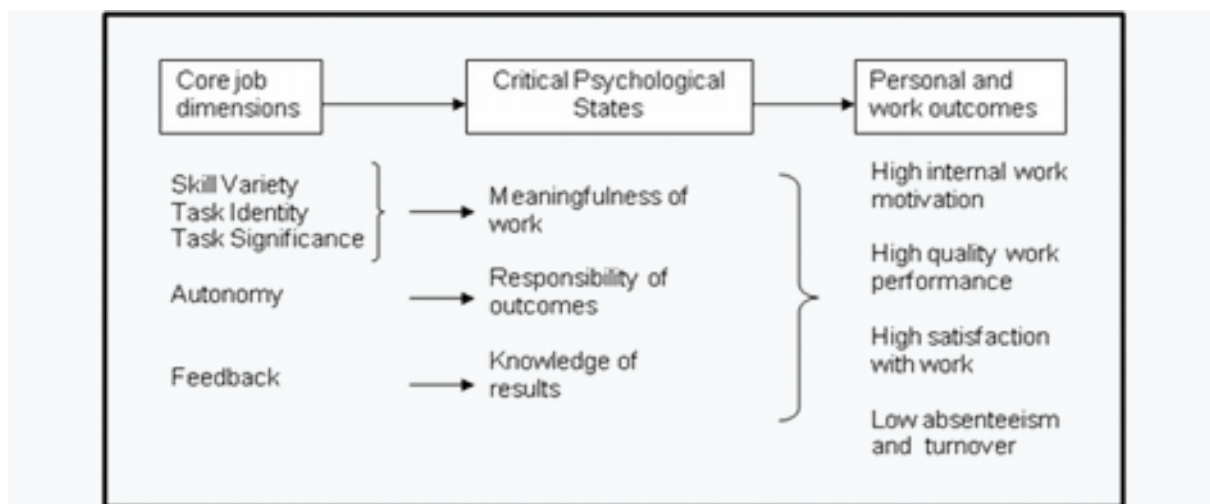 Core job
dimensions
Critical Psychological
States
Personal and
work outcomes
Skill Variety
Task Identity
Task Significance
Autonomy
Feedback
Meaningfulness of
work
Responsibility of
outcomes
Knowledge of
results
High internal work
motivation
High quality work
performance
High satisfaction
with work
Low absenteeism
and turnover